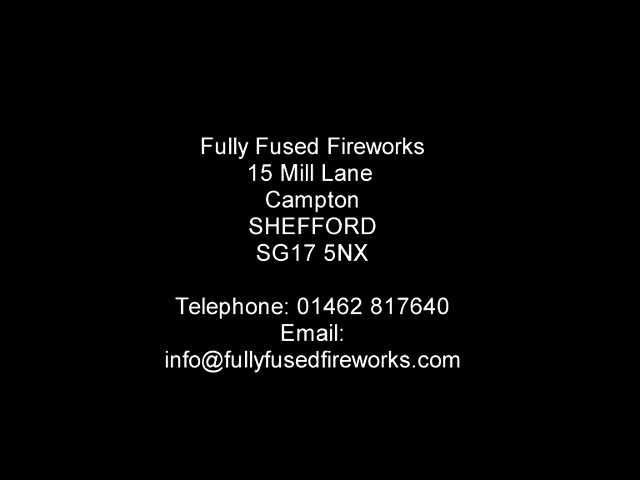 Fully Fused Fireworks
15 Mill Lane
Campton
SHEFFORD
SG17 5NX
Telephone: 01462 817640
Email:
info@fullyfusedfireworks.com